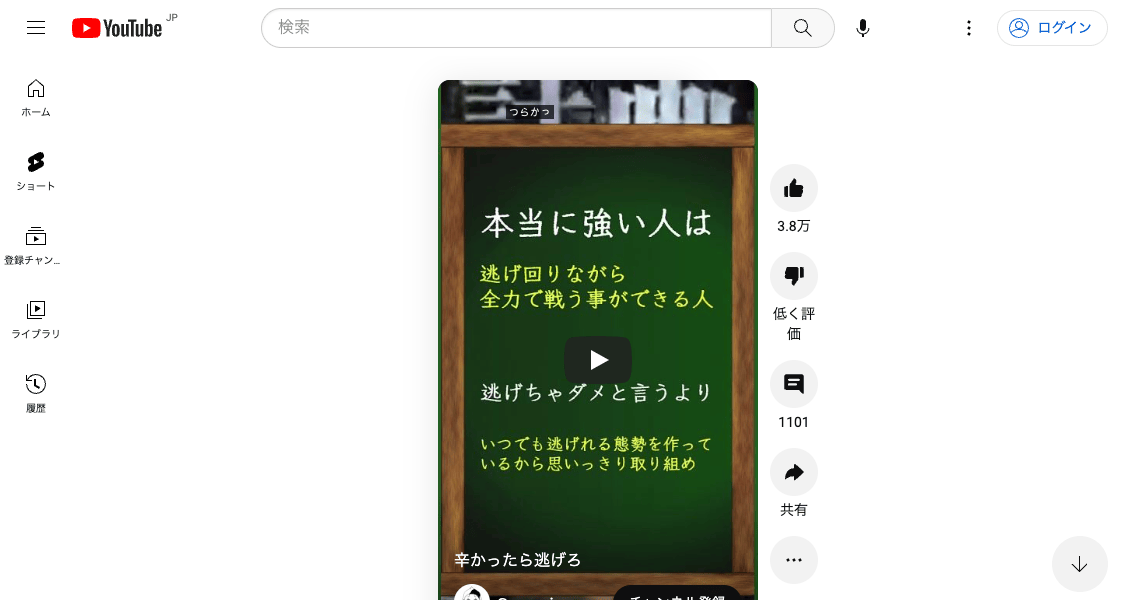 YouTube JP
検索
ログイン
ホーム
ショート
登録チャン...
ライブラリ
履歴
つらかっ
本当に強い人は
逃げ回りながら
全力で戦う事ができる人
逃げちゃダメと言うより
いつでも逃げれる態勢を作って
いるから思いっきり取り組め
辛かったら逃げろ
チャンネル登録
3.8万
低く評
価
1101
共有